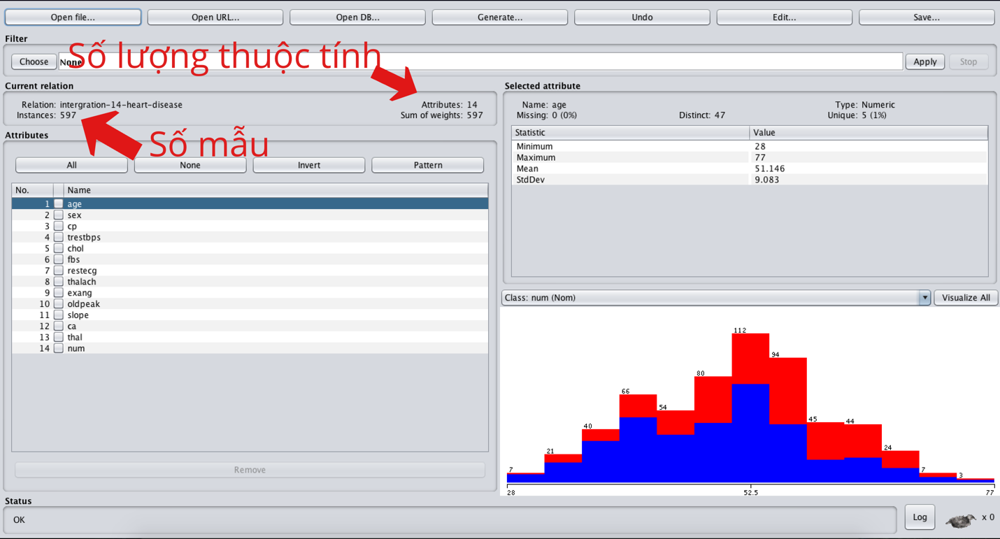 Open file... Open URL... Open DB... Generate... Undo Edit... Save...
Filter
Số lượng thuộc tính
Choose None Apply Stop
Current relation
Relation: intergration-14-heart-disease Attributes: 14
Instances: 597 Sum of weights: 597
Số mẫu
Attributes
All None Invert Pattern
No. Name
1 age
2 sex
3 cp
4 trestbps
5 chol
6 fbs
7 restecg
8 thalach
9 exang
10 oldpeak
11 slope
12 ca
13 thal
14 num
Remove
Selected attribute
Name: age Type: Numeric
Missing: 0 (0%) Distinct: 47 Unique: 5 (1%)
Statistic Value
Minimum 28
Maximum 77
Mean 51.146
StdDev 9.083
Class: num (Nom) Visualize All
7 21 40 66 54 80 112 94 45 44 24 7 3
28 52.5 77
Status
OK Log x 0